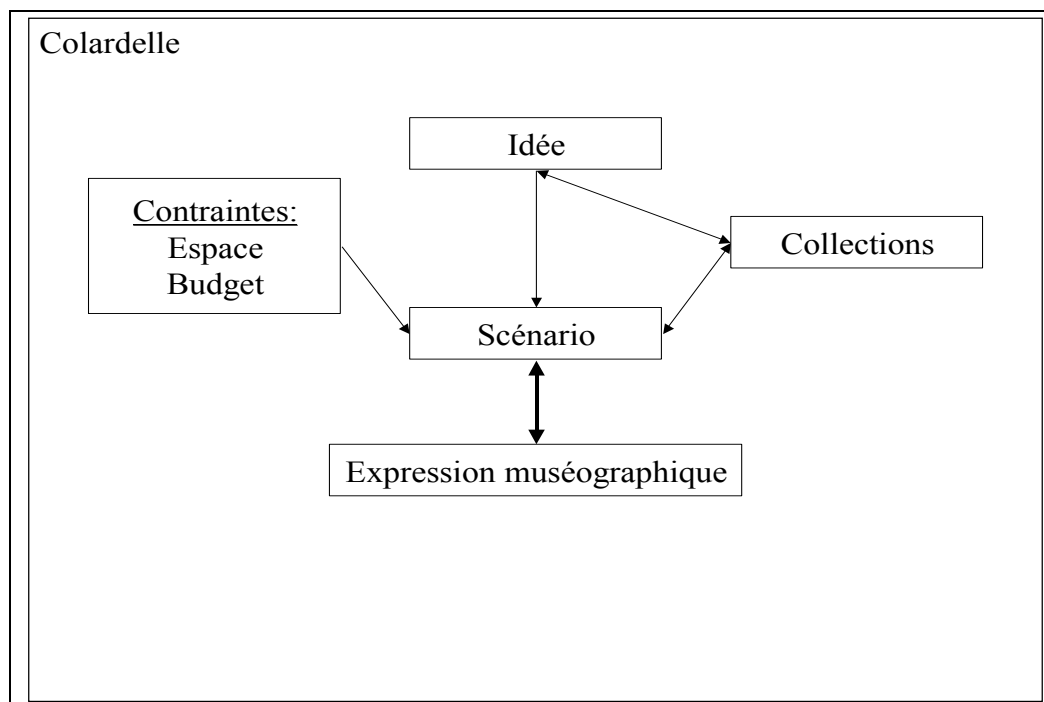 Colardelle
Idée
Contraintes:
Espace
Budget
Collections
Scénario
Expression muséographique